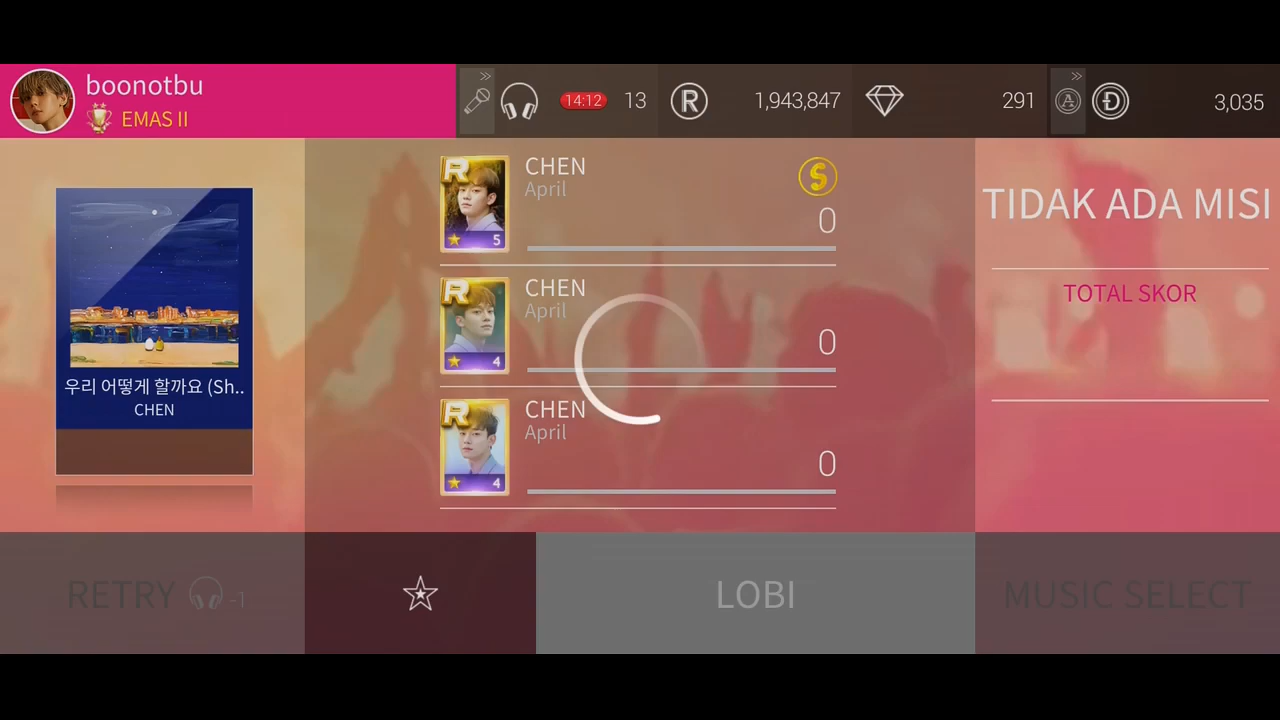 boonotbu
EMAS II
14:12
13
R
1,943,847
291
A
Đ
3,035
우리 어떻게 할까요 (Sh..
CHEN
R
5
CHEN
April
S
0
R
4
CHEN
April
0
R
4
CHEN
April
0
TIDAK ADA MISI
TOTAL SKOR
RETRY -1
LOBI
MUSIC SELECT